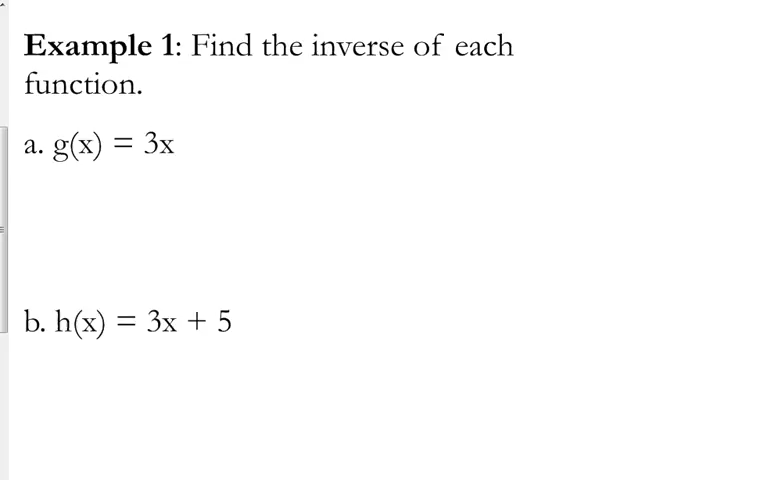 Example 1: Find the inverse of each
function.
a. g(x) = 3x
b. h(x) = 3x + 5